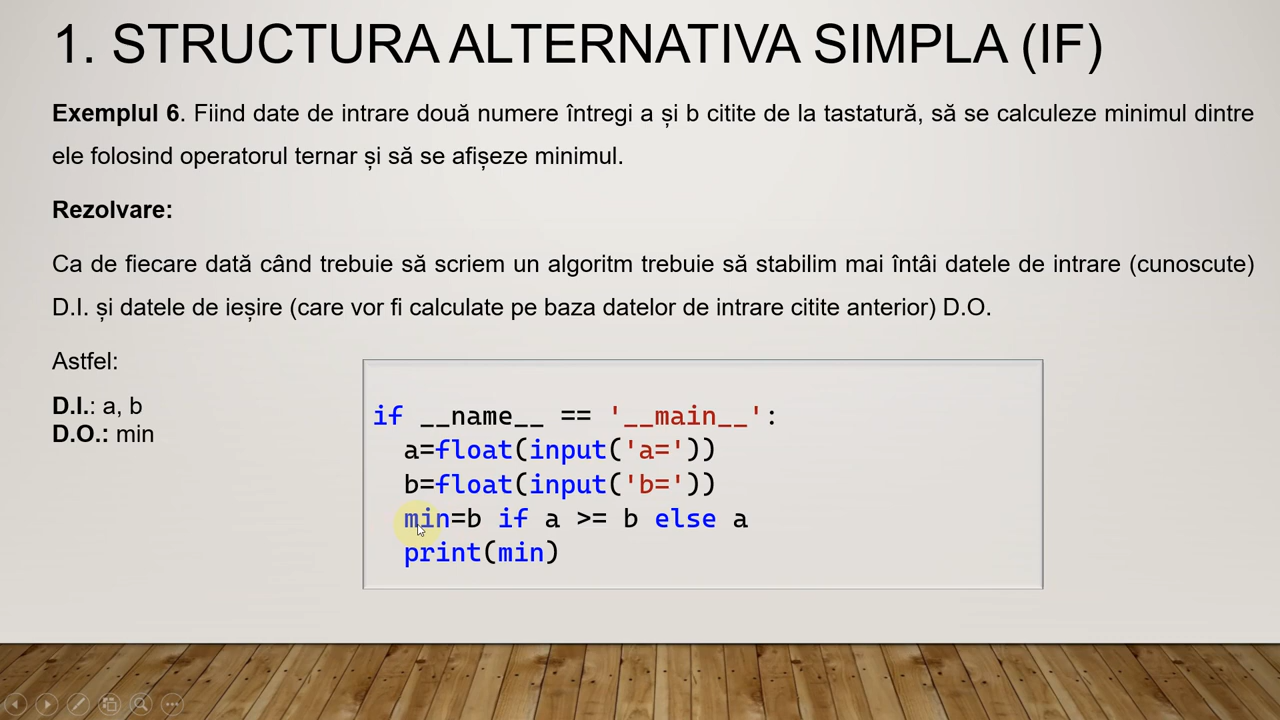 1. STRUCTURA ALTERNATIVA SIMPLA (IF)
Exemplul 6. Fiind date de intrare două numere întregi a și b citite de la tastatură, să se calculeze minimul dintre
ele folosind operatorul ternar și să se afișeze minimul.
Rezolvare:
Ca de fiecare dată când trebuie să scriem un algoritm trebuie să stabilim mai întâi datele de intrare (cunoscute)
D.I. și datele de ieșire (care vor fi calculate pe baza datelor de intrare citite anterior) D.O.
Astfel:
D.I.: a, b
D.O.: min
if __name__ == '__main__':
  a=float(input('a='))
  b=float(input('b='))
  min=b if a >= b else a
  print(min)